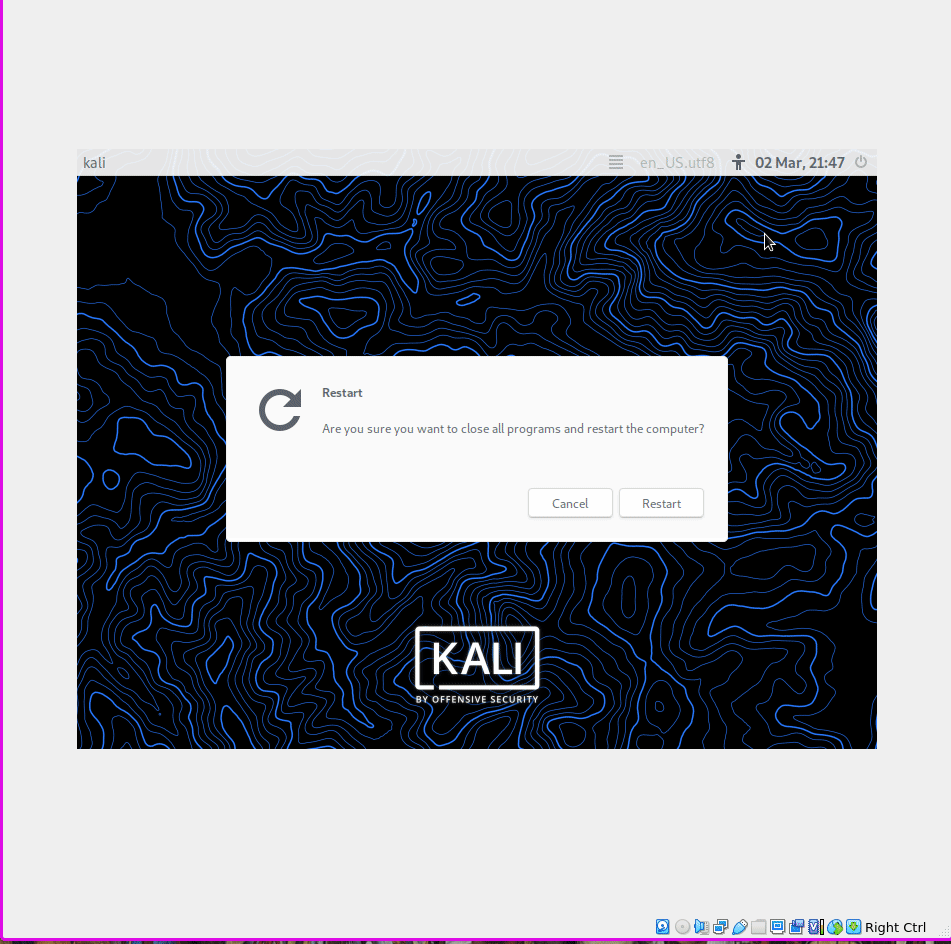 kali en_US.utf8 02 Mar, 21:47
Restart
Are you sure you want to close all programs and restart the computer?
Cancel Restart
KALI
BY OFFENSIVE SECURITY
Right Ctrl